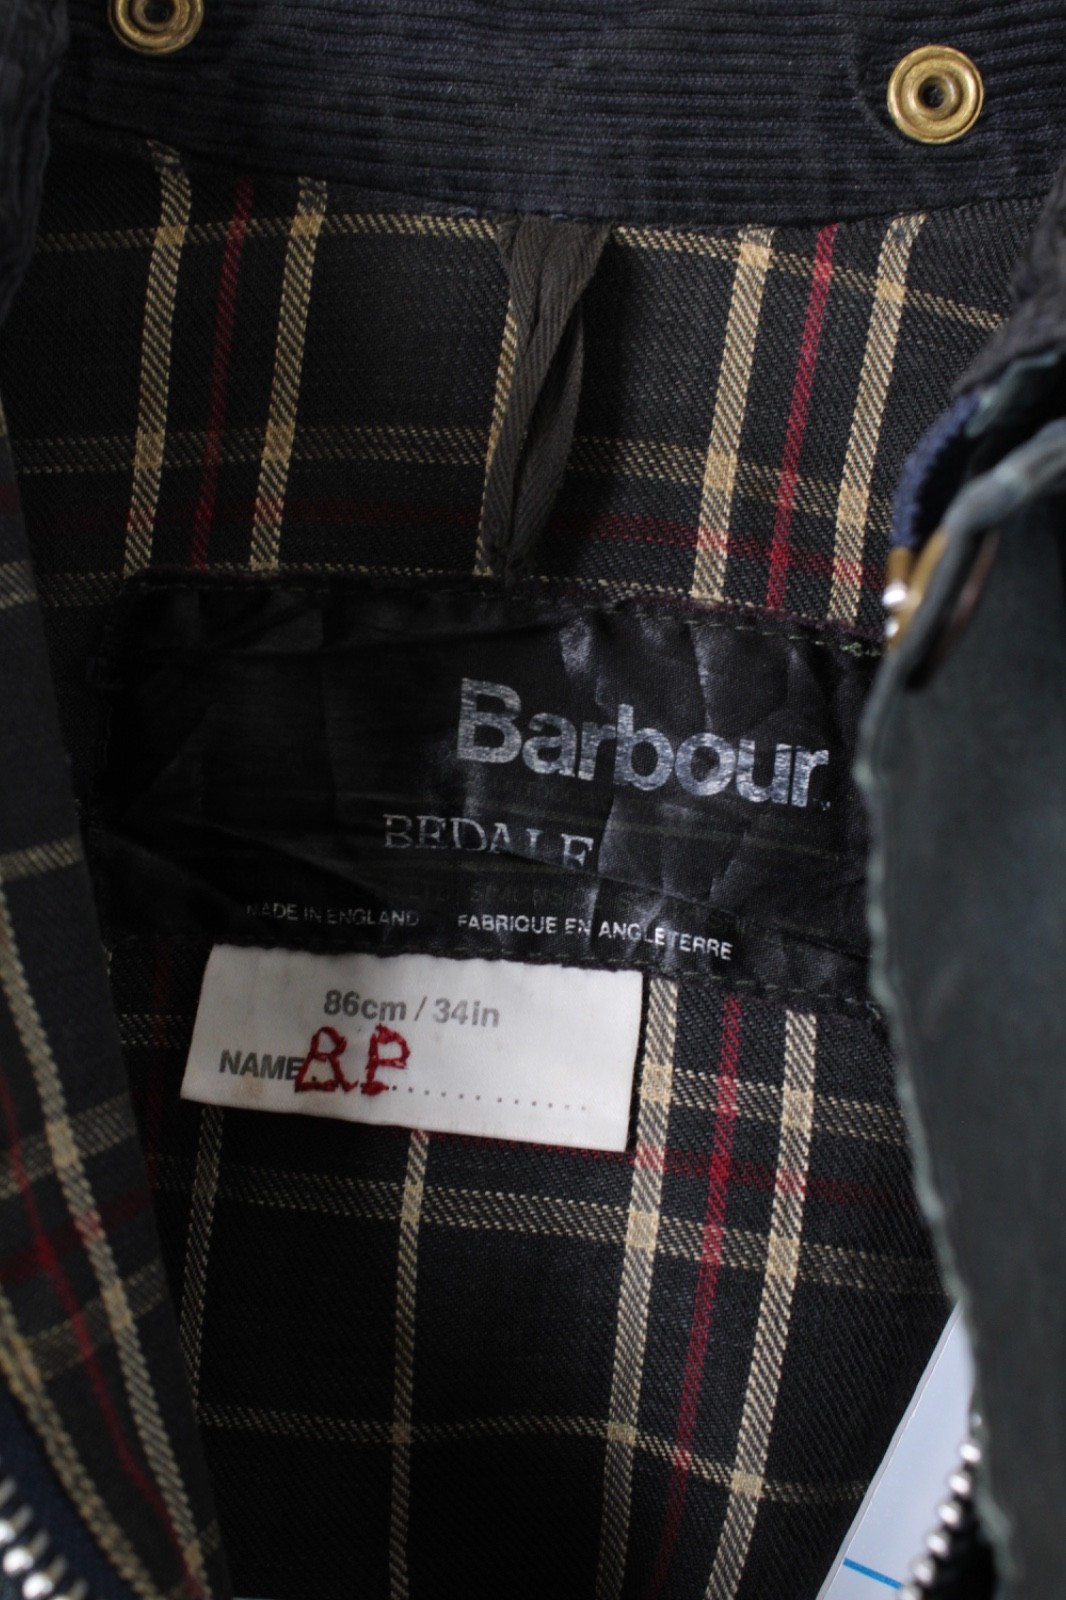 Barbour
BEDALE
MADE IN ENGLAND FABRIQUE EN ANGLETERRE
86cm / 34in
NAME B.P.............